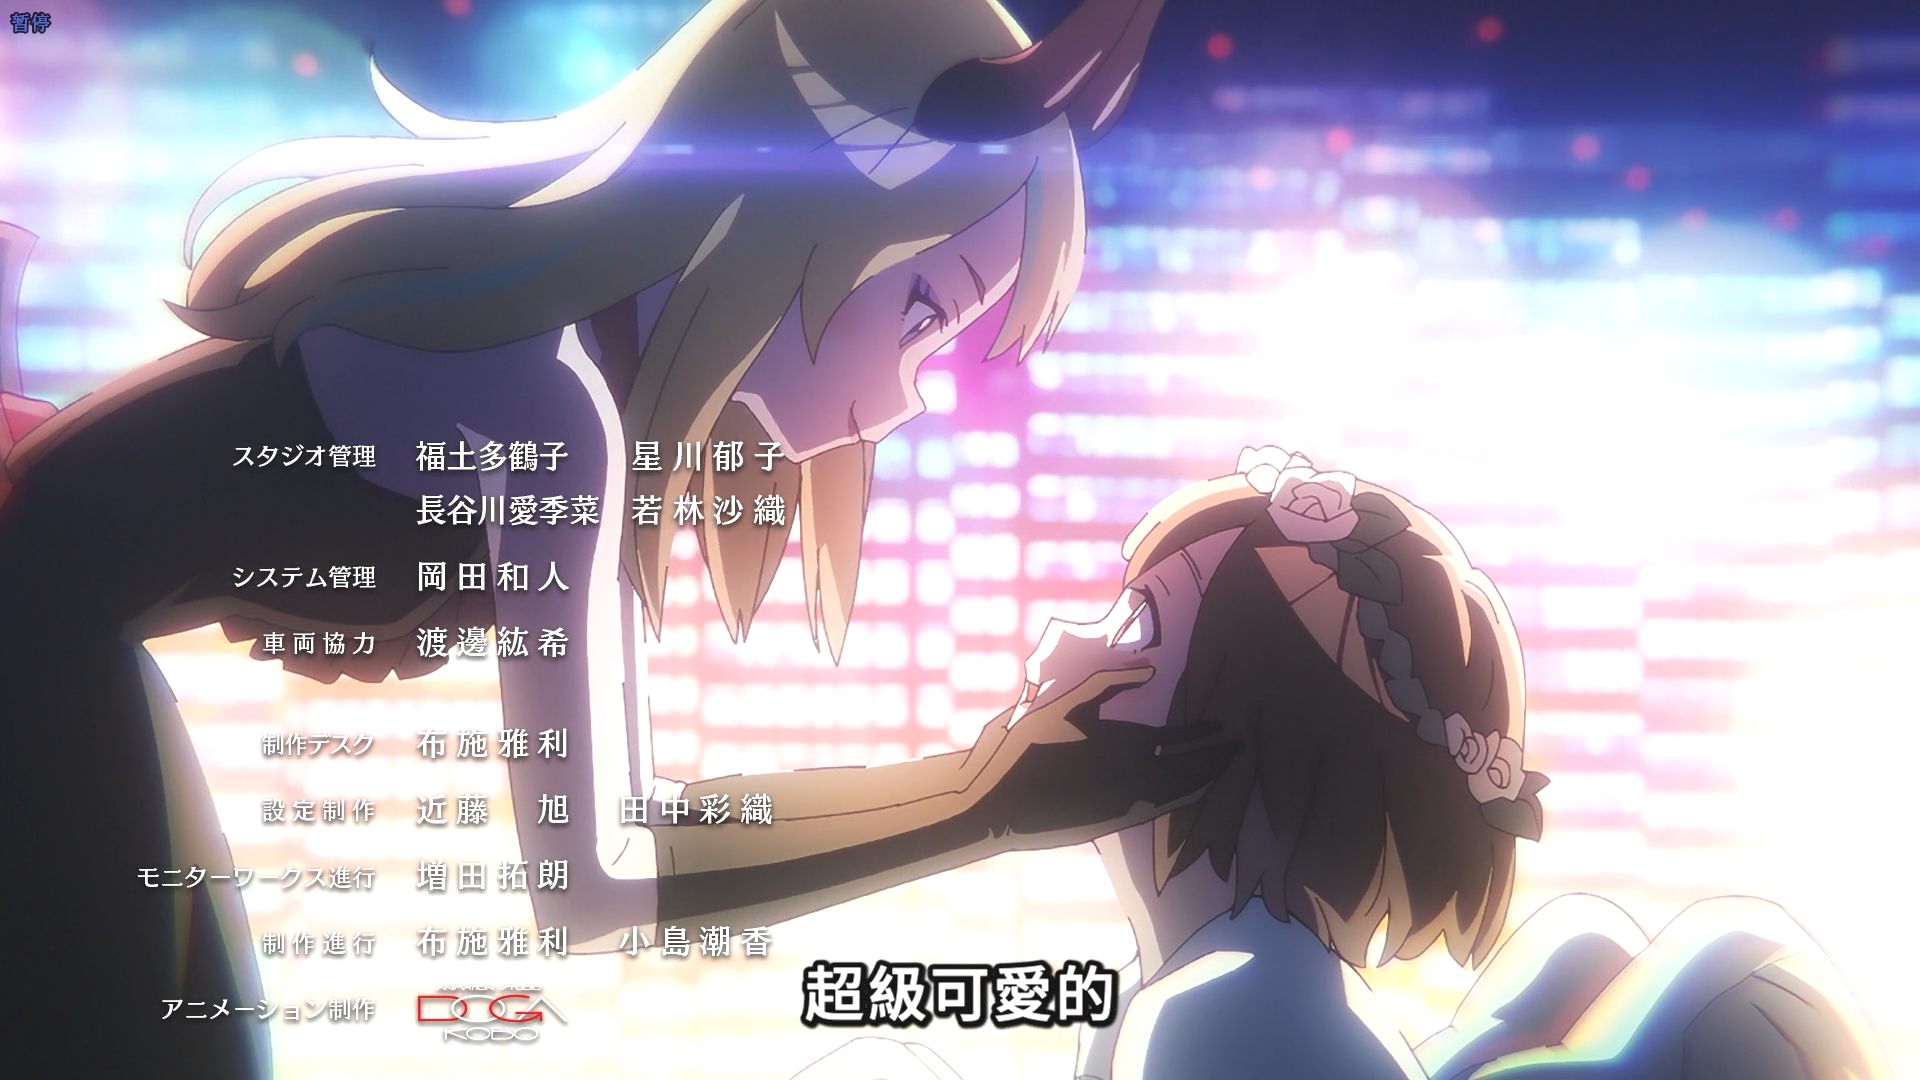 暫停
スタジオ管理 福土多鶴子 星川郁子
長谷川愛季菜 若林沙織
システム管理 岡田和人
車両協力 渡邊紘希
制作デスク 布施雅利
設定制作 近藤 旭 田中彩織
モニターワークス進行 増田拓朗
制作進行 布施雅利 小島潮香
アニメーション制作 DOGA KOBO
超級可愛的